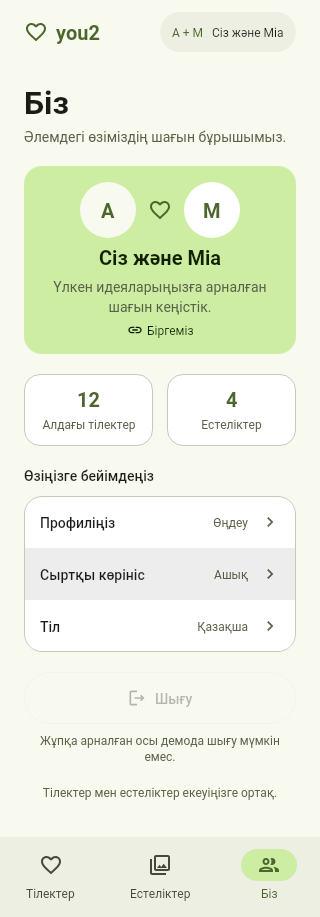 you2
A + M Сіз және Mia
Біз
Әлемдегі өзіміздің шағын бұрышымыз.
A
M
Сіз және Mia
Үлкен идеяларыңызға арналған
шағын кеңістік.
Біргеміз
12
Алдағы тілектер
4
Естеліктер
Өзіңізге бейімдеңіз
Профиліңіз
Өңдеу
Сыртқы көрініс
Ашық
Тіл
Қазақша
Шығу
Жұпқа арналған осы демода шығу мүмкін
емес.
Тілектер мен естеліктер екеуіңізге ортақ.
Тілектер
Естеліктер
Біз